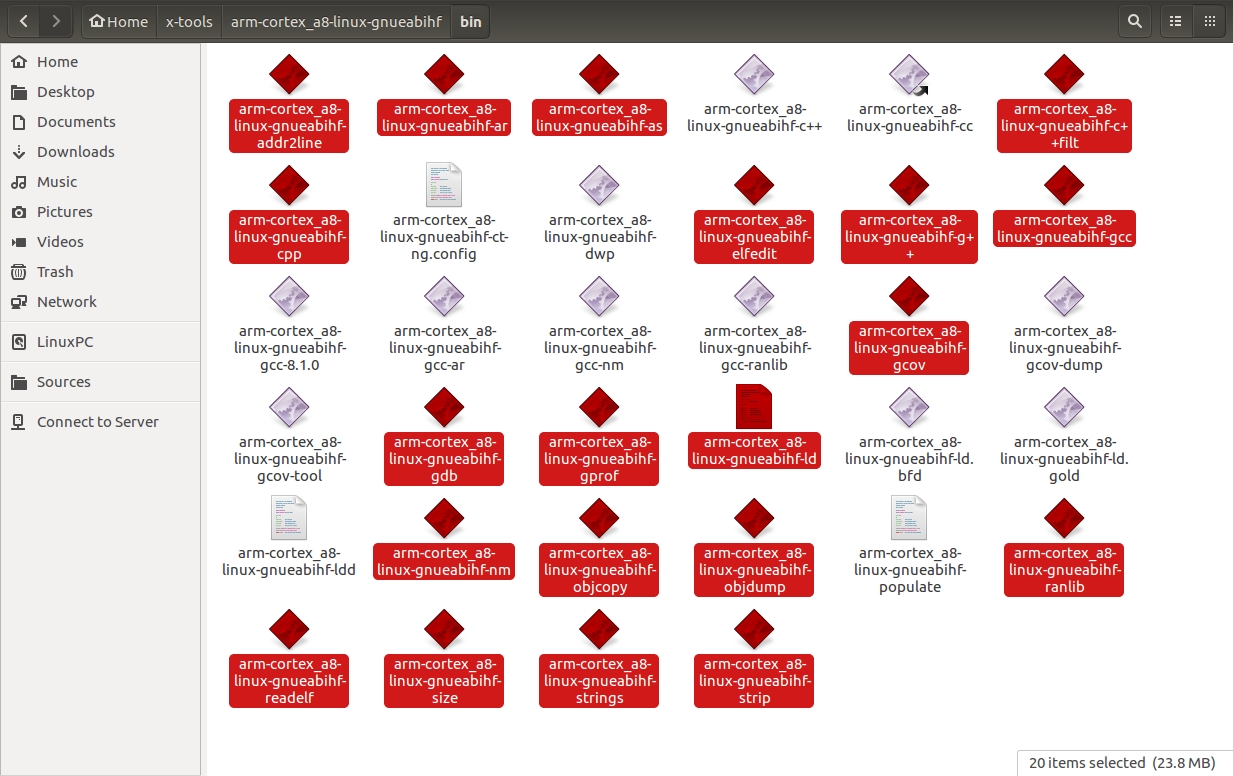 Home
x-tools
arm-cortex_a8-linux-gnueabihf
bin
Home
Desktop
Documents
Downloads
Music
Pictures
Videos
Trash
Network
LinuxPC
Sources
Connect to Server
arm-cortex_a8-
linux-gnueabihf-
addr2line
arm-cortex_a8-
linux-gnueabihf-ar
arm-cortex_a8-
linux-gnueabihf-as
arm-cortex_a8-
linux-gnueabihf-c++
arm-cortex_a8-
linux-gnueabihf-cc
arm-cortex_a8-
linux-gnueabihf-c+
+filt
arm-cortex_a8-
linux-gnueabihf-
cpp
arm-cortex_a8-
linux-gnueabihf-ct-
ng.config
arm-cortex_a8-
linux-gnueabihf-
dwp
arm-cortex_a8-
linux-gnueabihf-
elfedit
arm-cortex_a8-
linux-gnueabihf-g+
+
arm-cortex_a8-
linux-gnueabihf-gcc
arm-cortex_a8-
linux-gnueabihf-
gcc-8.1.0
arm-cortex_a8-
linux-gnueabihf-
gcc-ar
arm-cortex_a8-
linux-gnueabihf-
gcc-nm
arm-cortex_a8-
linux-gnueabihf-
gcc-ranlib
arm-cortex_a8-
linux-gnueabihf-
gcov
arm-cortex_a8-
linux-gnueabihf-
gcov-dump
arm-cortex_a8-
linux-gnueabihf-
gcov-tool
arm-cortex_a8-
linux-gnueabihf-
gdb
arm-cortex_a8-
linux-gnueabihf-
gprof
arm-cortex_a8-
linux-gnueabihf-ld
arm-cortex_a8-
linux-gnueabihf-ld.
bfd
arm-cortex_a8-
linux-gnueabihf-ld.
gold
arm-cortex_a8-
linux-gnueabihf-ldd
arm-cortex_a8-
linux-gnueabihf-nm
arm-cortex_a8-
linux-gnueabihf-
objcopy
arm-cortex_a8-
linux-gnueabihf-
objdump
arm-cortex_a8-
linux-gnueabihf-
populate
arm-cortex_a8-
linux-gnueabihf-
ranlib
arm-cortex_a8-
linux-gnueabihf-
readelf
arm-cortex_a8-
linux-gnueabihf-
size
arm-cortex_a8-
linux-gnueabihf-
strings
arm-cortex_a8-
linux-gnueabihf-
strip
20 items selected (23.8 MB)